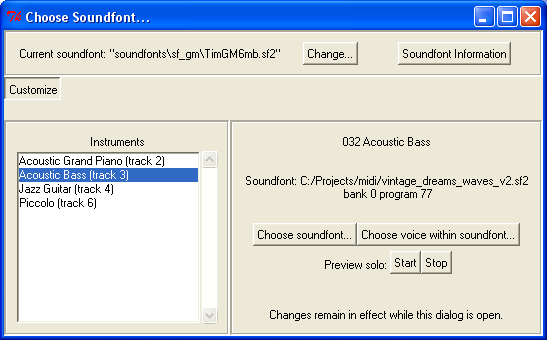 Choose Soundfont...
Current soundfont: "soundfonts\sf_gm\TimGM6mb.sf2"
Change...
Soundfont Information
Customize
Instruments
Acoustic Grand Piano (track 2)
Acoustic Bass (track 3)
Jazz Guitar (track 4)
Piccolo (track 6)
032 Acoustic Bass
Soundfont: C:/Projects/midi/vintage_dreams_waves_v2.sf2
bank 0 program 77
Choose soundfont...
Choose voice within soundfont...
Preview solo:
Start
Stop
Changes remain in effect while this dialog is open.